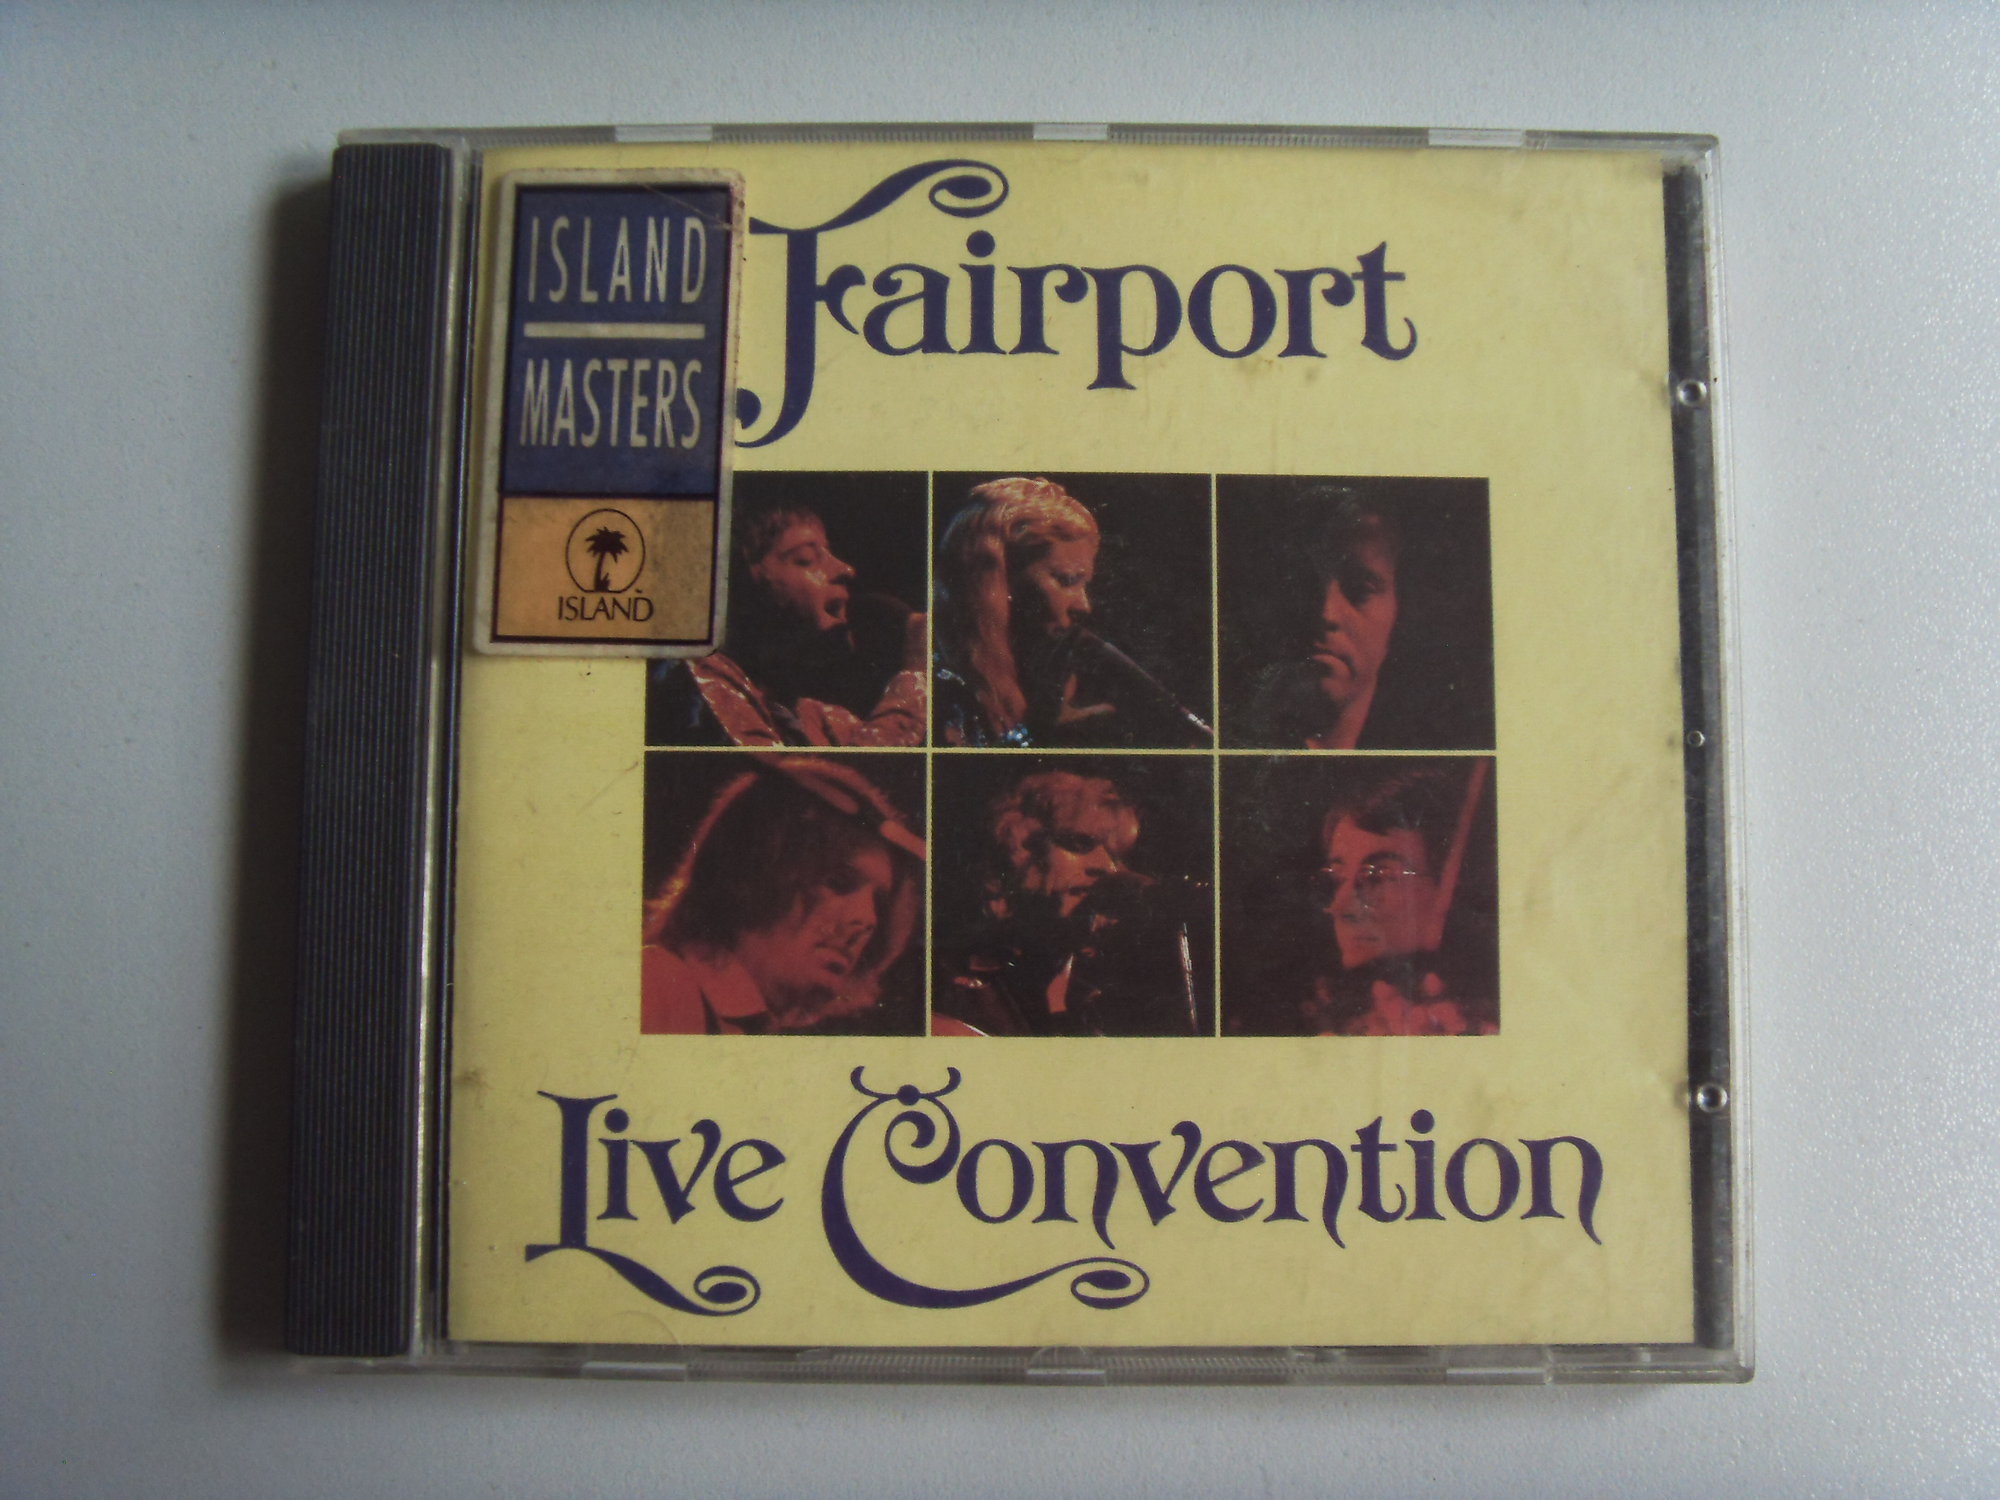 ISLAND
MASTERS
ISLAND
Fairport
Live Convention